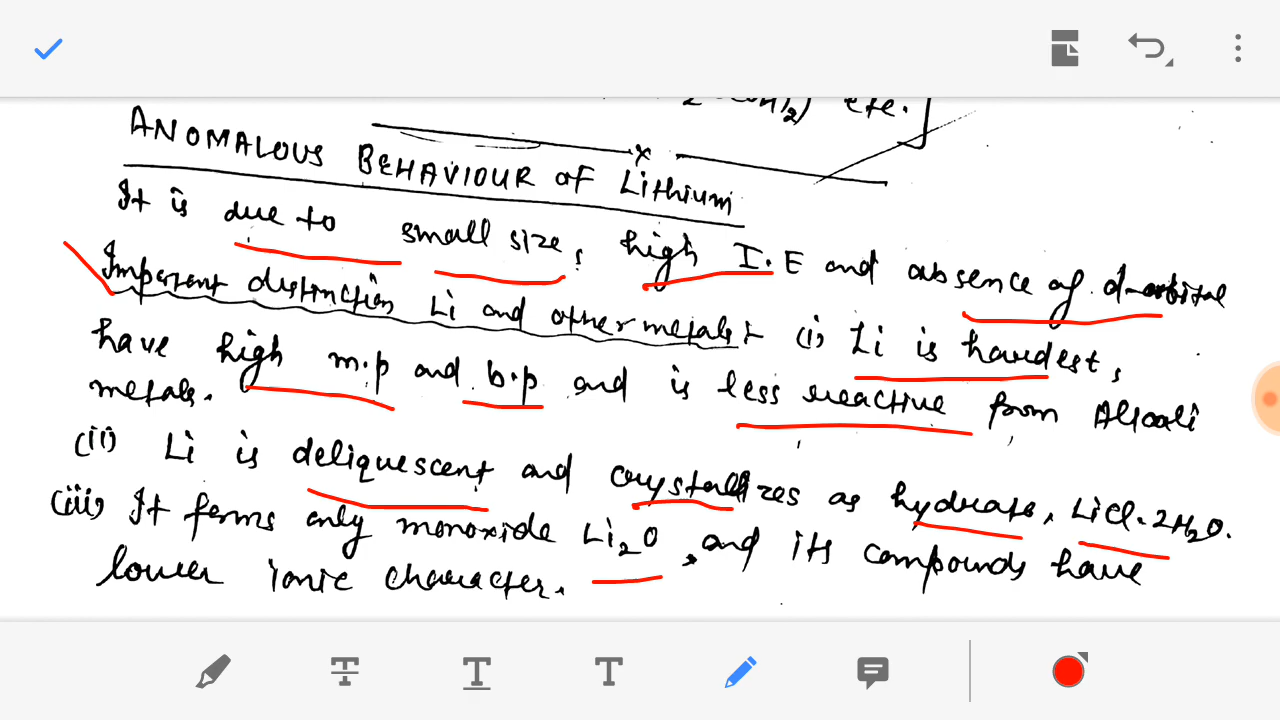 2 etc.
ANOMALOUS BEHAVIOUR OF Lithium
It is due to small size, high I.E and absence of d-orbital
Important distinction Li and other metals: (i) Li is hardest,
have high m.p and b.p and is less reactive from Alkali
metals.
(ii) Li is deliquescent and crystallizes as hydrate, LiCl.2H₂O.
(iii) It forms only monoxide Li₂O, and its compounds have
lower ionic character.
T T T